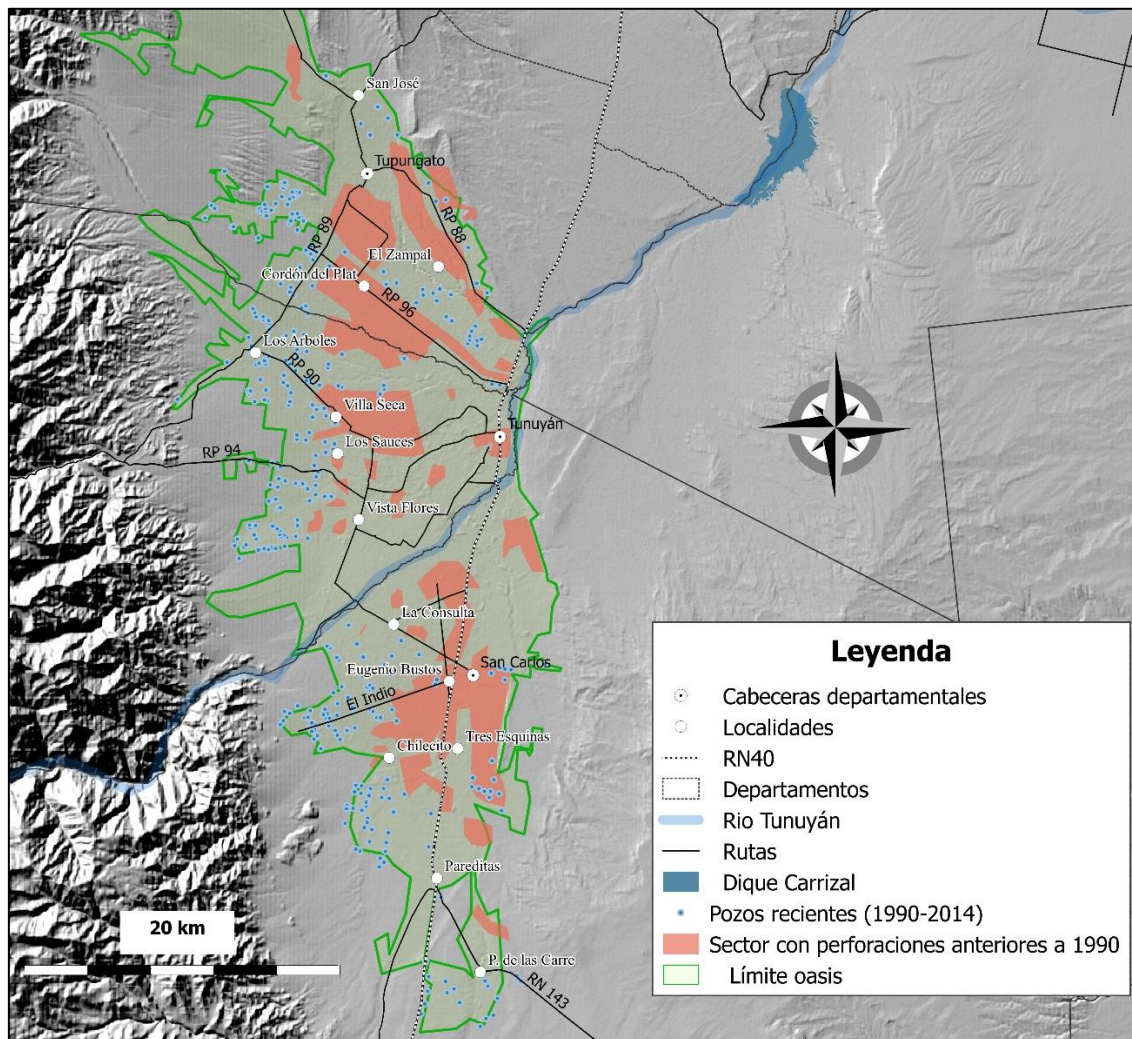 San José
Tupungato
RP 89
RP 88
El Zampal
Cordón del Plat
RP 96
Los Arboles
RP 90
Villa Seca
Tunuyán
Los Sauces
RP 94
Vista Flores
La Consulta
San Carlos
Eugenio Bustos
El Indio
Tres Esquinas
Chilecito
Pareditas
P. de las Carre
RN 143
20 km
Leyenda
Cabeceras departamentales
Localidades
RN40
Departamentos
Rio Tunuyán
Rutas
Dique Carrizal
Pozos recientes (1990-2014)
Sector con perforaciones anteriores a 1990
Límite oasis